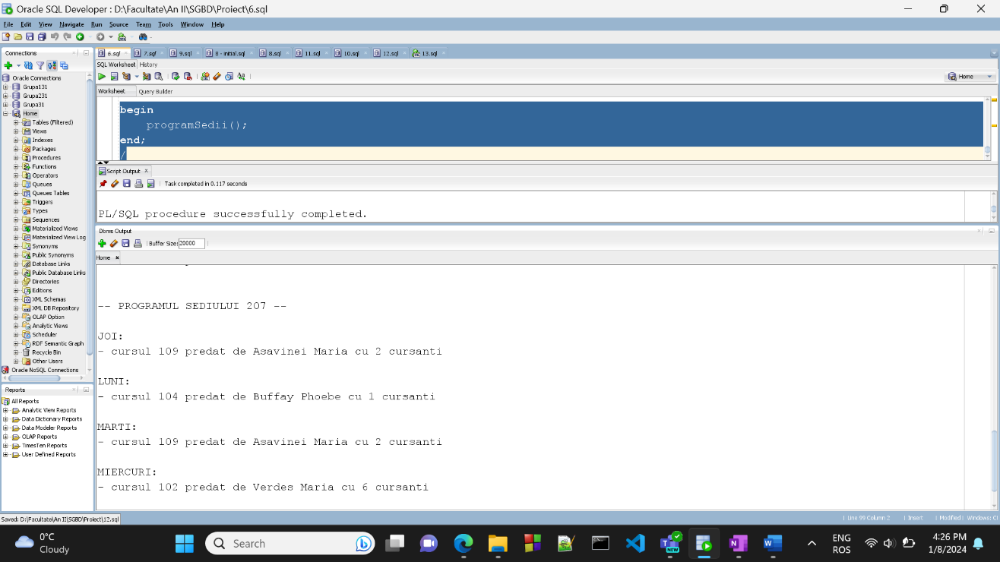 Oracle SQL Developer : D:\Facultate\An II\SGBD\Proiect\6.sql
File Edit View Navigate Run Source Team Tools Window Help
Connections
6.sql 7.sql 9.sql 8 - initial.sql 8.sql 11.sql 10.sql 12.sql 13.sql
SQL Worksheet History
Home
Worksheet Query Builder
Oracle Connections
Grupa131
Grupa231
Grupa31
Home
Tables (Filtered)
Views
Indexes
Packages
Procedures
Functions
Operators
Queues
Queues Tables
Triggers
Types
Sequences
Materialized Views
Materialized View Log
Synonyms
Public Synonyms
Database Links
Public Database Links
Directories
Editions
XML Schemas
XML DB Repository
OLAP Option
Analytic Views
Scheduler
RDF Semantic Graph
Recycle Bin
Other Users
Oracle NoSQL Connections
Reports
All Reports
Analytic View Reports
Data Dictionary Reports
Data Modeler Reports
OLAP Reports
TimesTen Reports
User Defined Reports
begin
programSedii();
end;
/
Script Output
Task completed in 0.117 seconds
PL/SQL procedure successfully completed.
Dbms Output
Buffer Size: 20000
Home
-- PROGRAMUL SEDIULUI 207 --
JOI:
- cursul 109 predat de Asavinei Maria cu 2 cursanti
LUNI:
- cursul 104 predat de Buffay Phoebe cu 1 cursanti
MARTI:
- cursul 109 predat de Asavinei Maria cu 2 cursanti
MIERCURI:
- cursul 102 predat de Verdes Maria cu 6 cursanti
Saved: D:\Facultate\An II\SGBD\Proiect\12.sql
Line 99 Column 2 | Insert | Modified | Windows: Cl
0°C
Cloudy
Search
NEW
ENG
ROS
4:26 PM
1/8/2024